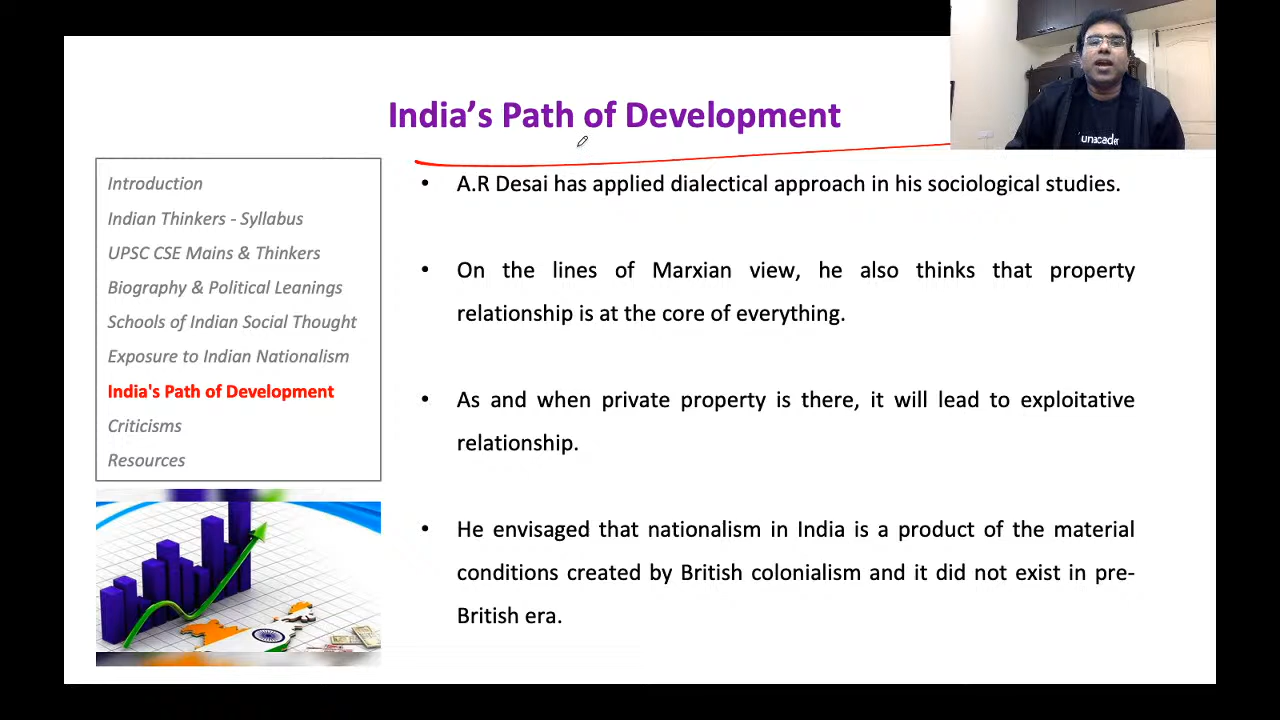 India's Path of Development
unacade
Introduction
Indian Thinkers - Syllabus
UPSC CSE Mains & Thinkers
Biography & Political Leanings
Schools of Indian Social Thought
Exposure to Indian Nationalism
India's Path of Development
Criticisms
Resources
• A.R Desai has applied dialectical approach in his sociological studies.
• On the lines of Marxian view, he also thinks that property
relationship is at the core of everything.
• As and when private property is there, it will lead to exploitative
relationship.
• He envisaged that nationalism in India is a product of the material
conditions created by British colonialism and it did not exist in pre-
British era.